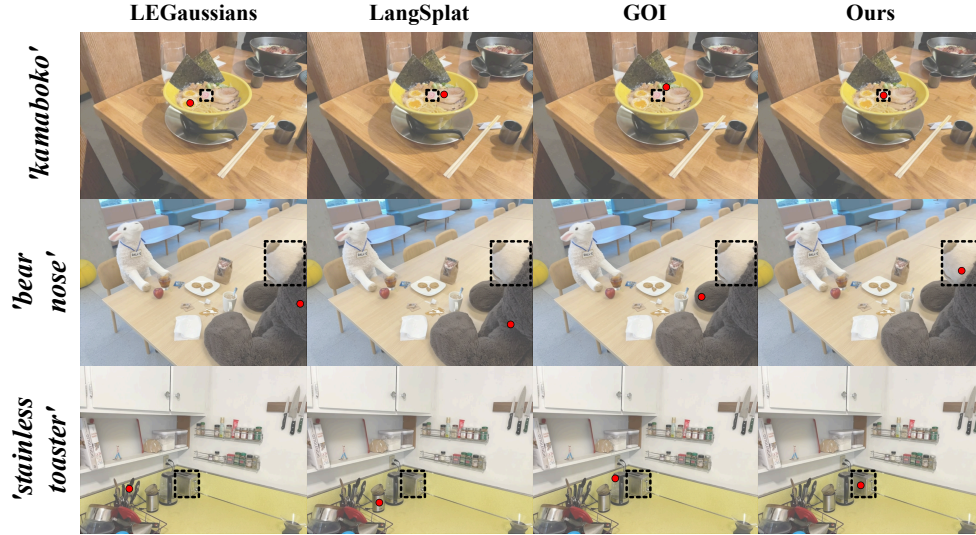 LEGaussians LangSplat GOI Ours
'kamaboko'
'bear
nose'
'stainless
toaster'